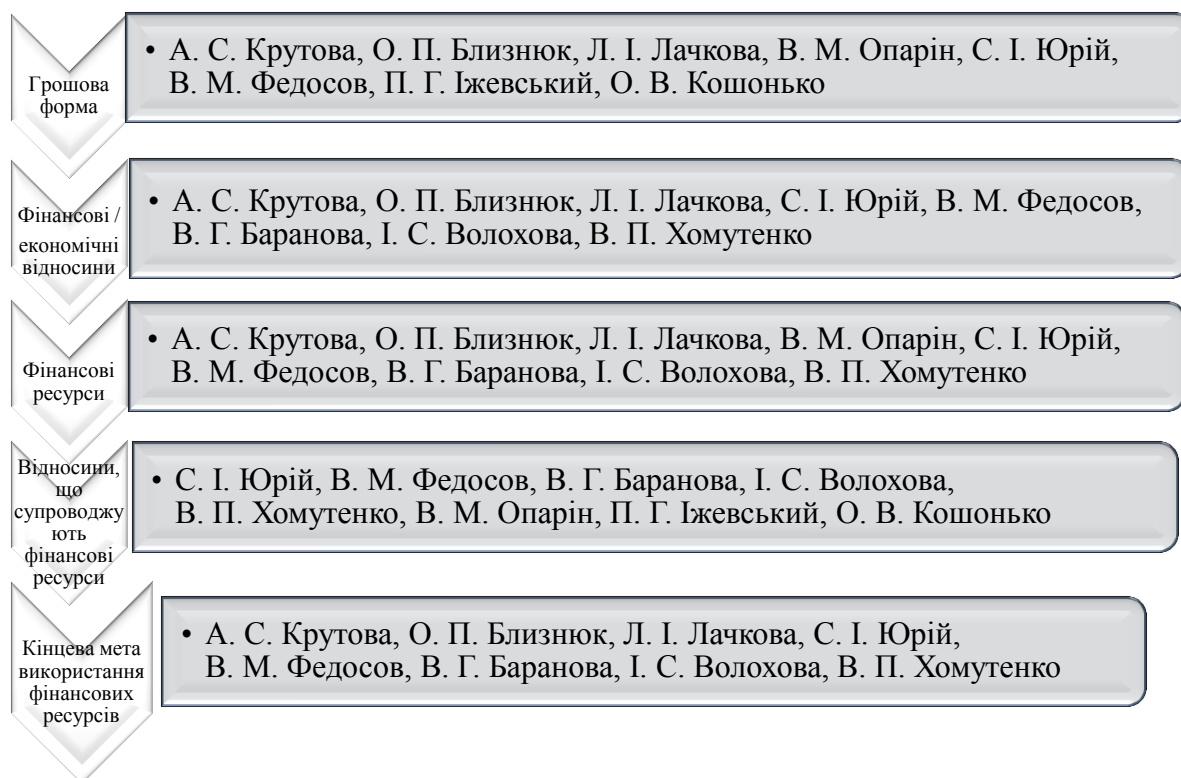 Грошова
форма
• А. С. Крутова, О. П. Близнюк, Л. І. Лачкова, В. М. Опарін, С. І. Юрій,
В. М. Федосов, П. Г. Іжевський, О. В. Кошонько
Фінансові /
економічні
відносини
• А. С. Крутова, О. П. Близнюк, Л. І. Лачкова, С. І. Юрій, В. М. Федосов,
В. Г. Баранова, І. С. Волохова, В. П. Хомутенко
Фінансові
ресурси
• А. С. Крутова, О. П. Близнюк, Л. І. Лачкова, В. М. Опарін, С. І. Юрій,
В. М. Федосов, В. Г. Баранова, І. С. Волохова, В. П. Хомутенко
Відносини,
що
супроводжу
ють
фінансові
ресурси
• С. І. Юрій, В. М. Федосов, В. Г. Баранова, І. С. Волохова,
В. П. Хомутенко, В. М. Опарін, П. Г. Іжевський, О. В. Кошонько
Кінцева мета
використання
фінансових
ресурсів
• А. С. Крутова, О. П. Близнюк, Л. І. Лачкова, С. І. Юрій,
В. М. Федосов, В. Г. Баранова, І. С. Волохова, В. П. Хомутенко